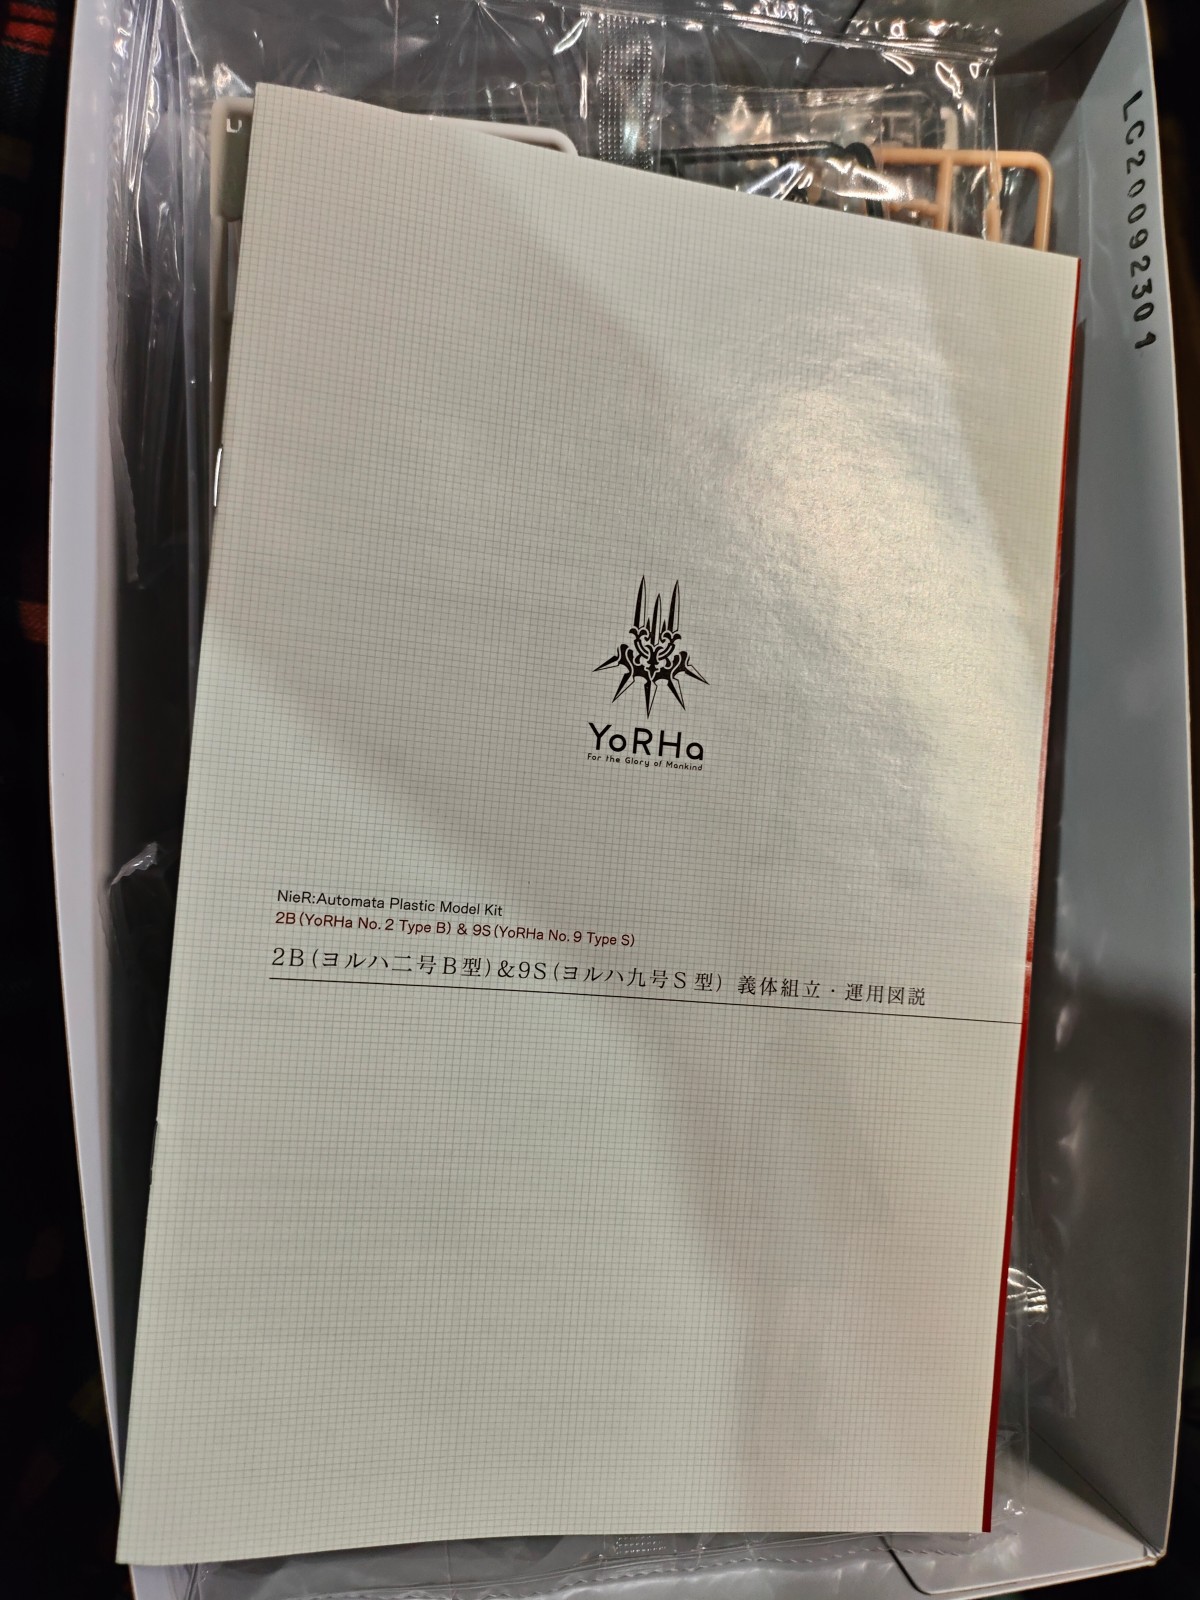 LC20092301
YoRHa
For the Glory of Mankind
NieR:Automata Plastic Model Kit
2B(YoRHa No. 2 Type B) & 9S(YoRHa No. 9 Type S)
2B(ヨルハ二号B型)&9S(ヨルハ九号S型) 義体組立・運用図説